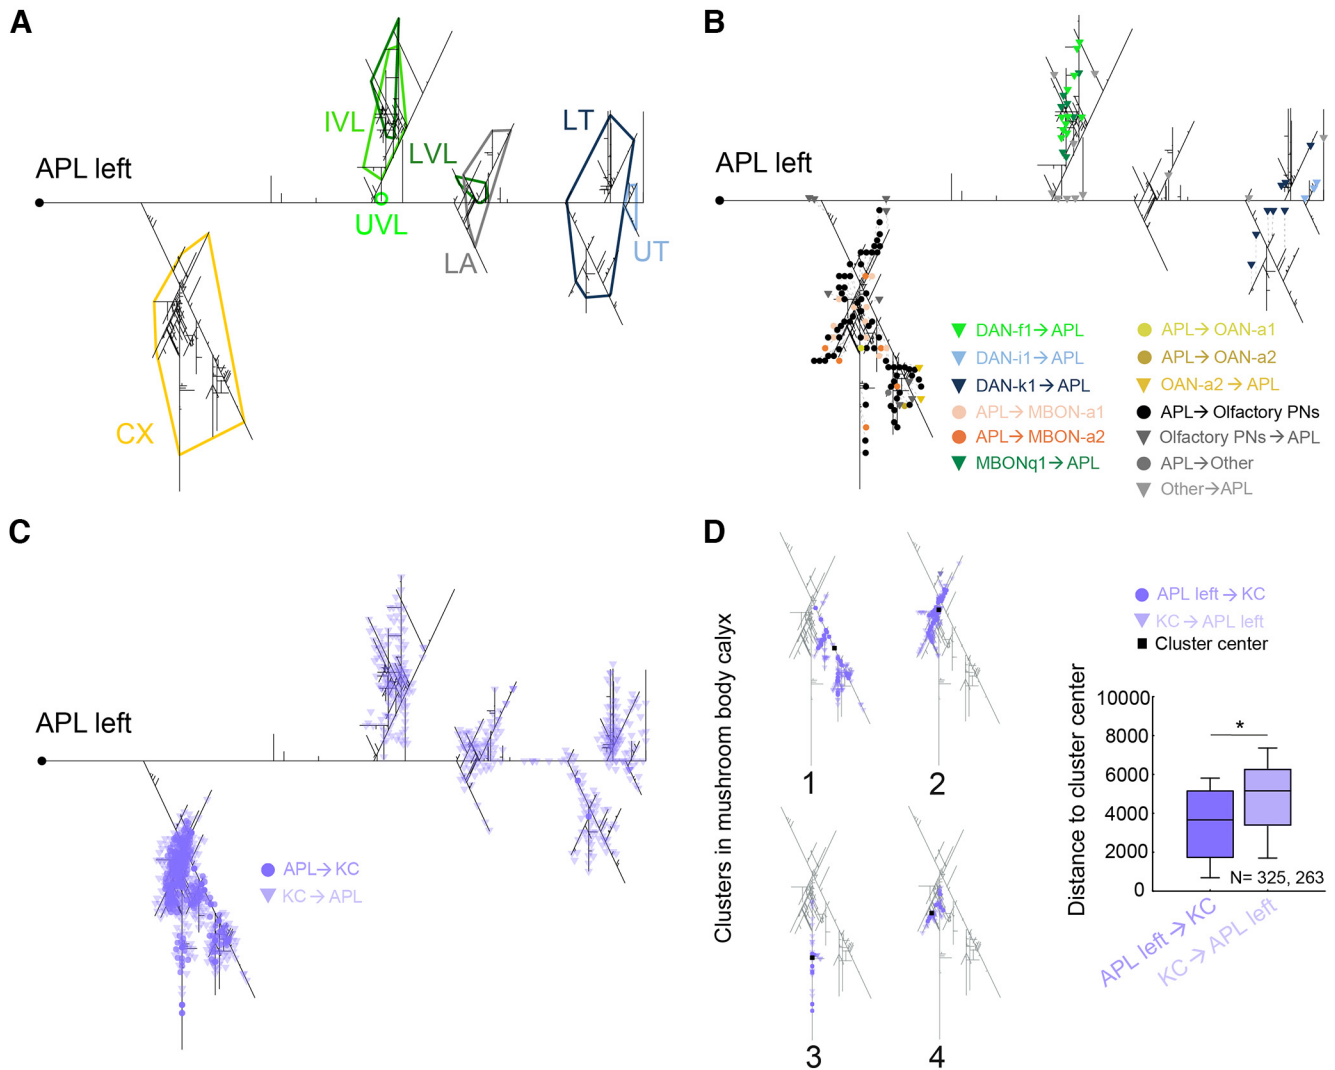 A
APL left
IVL
LVL
UVL
LA
LT
UT
CX
B
APL left
DAN-f1→APL
DAN-i1→APL
DAN-k1→APL
APL→MBON-a1
APL→MBON-a2
MBONq1→APL
APL→OAN-a1
APL→OAN-a2
OAN-a2→APL
APL→Olfactory PNs
Olfactory PNs→APL
APL→Other
Other→APL
C
APL left
APL→KC
KC→APL
D
Clusters in mushroom body calyx
1
2
3
4
APL left→KC
KC→APL left
Cluster center
Distance to cluster center
10000
8000
6000
4000
2000
0
*
N= 325, 263
APL left→KC
KC→APL left